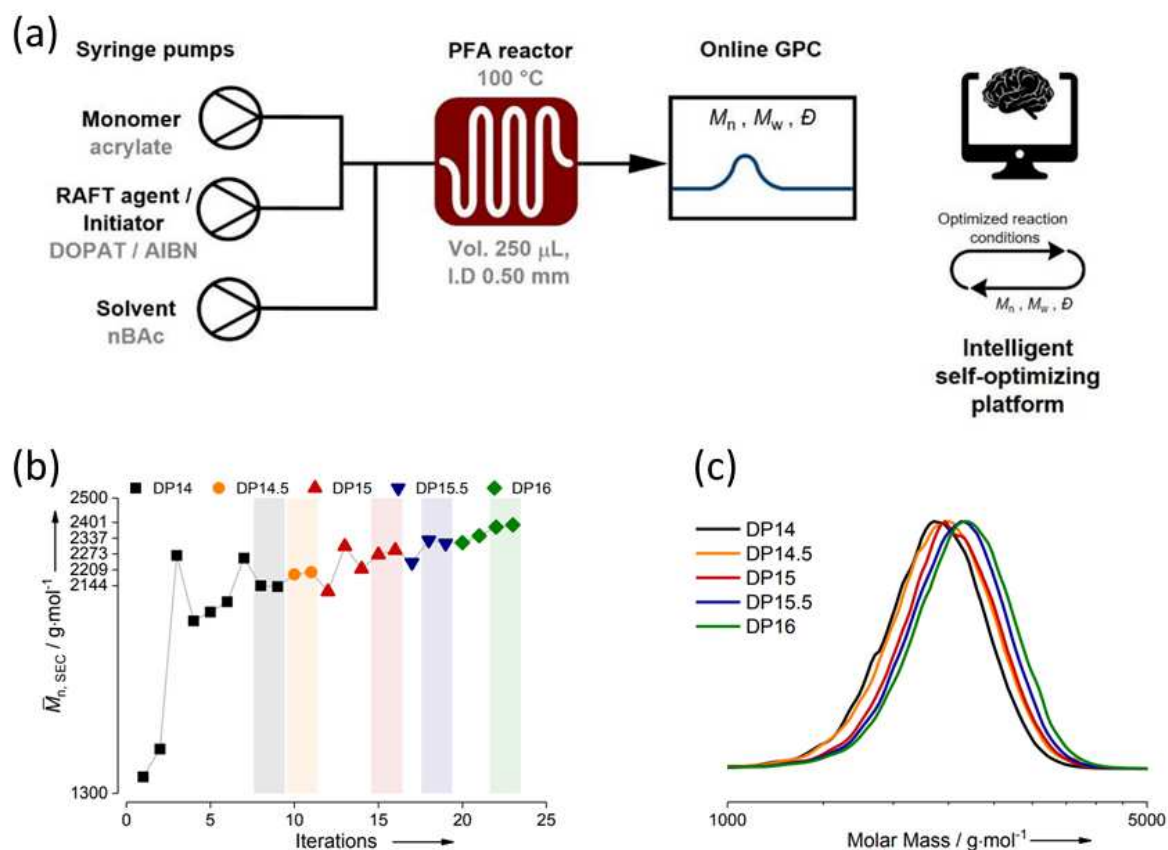 (a)
Syringe pumps
Monomer
acrylate
RAFT agent /
Initiator
DOPAT / AIBN
Solvent
nBAc
PFA reactor
100 °C
Vol. 250 μL,
I.D 0.50 mm
Online GPC
Mn , Mw , Đ
Optimized reaction
conditions
Mn , Mw , Đ
Intelligent
self-optimizing
platform
(b)
DP14 DP14.5 DP15 DP15.5 DP16
2500
2401
2337
2273
2209
2144
1300
M̅n, SEC / g·mol⁻¹
0 5 10 15 20 25
Iterations
(c)
DP14
DP14.5
DP15
DP15.5
DP16
1000 5000
Molar Mass / g·mol⁻¹